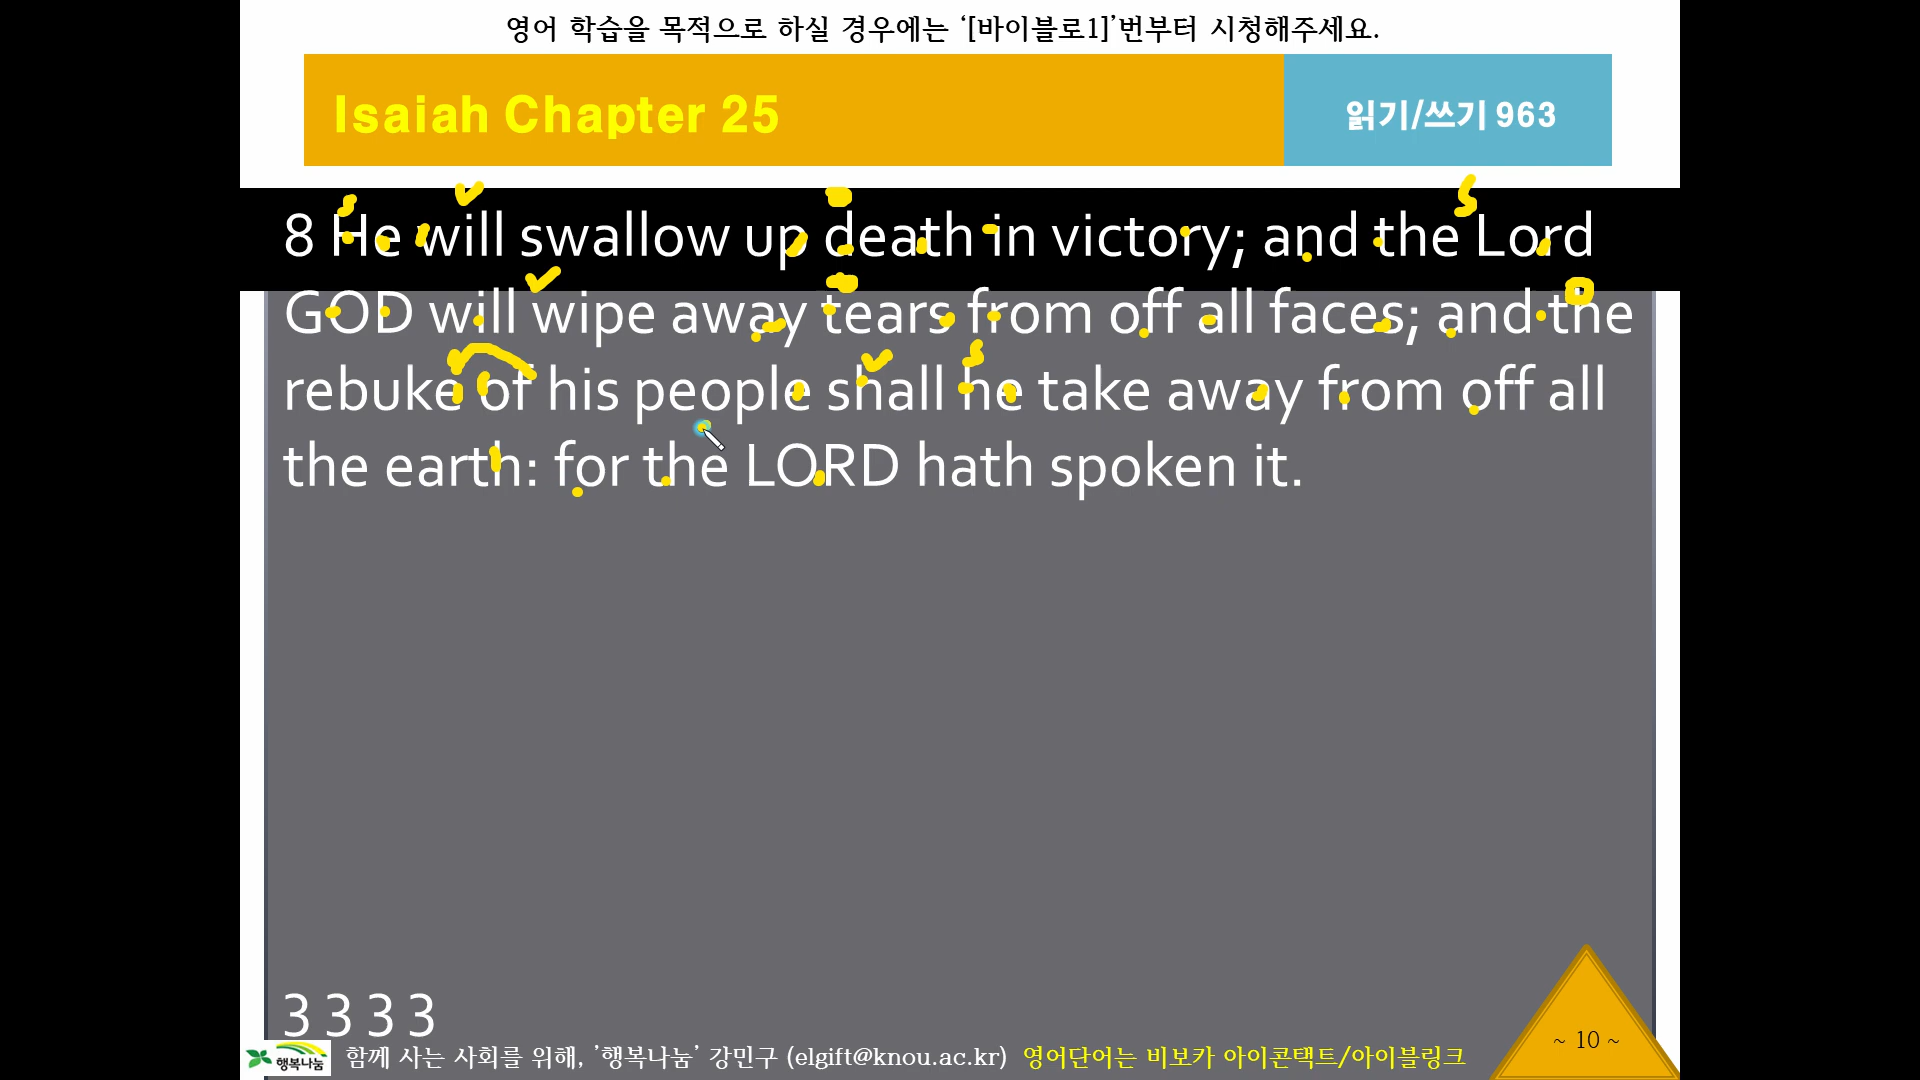 영어 학습을 목적으로 하실 경우에는 ‘[바이블로1]’번부터 시청해주세요.
Isaiah Chapter 25
읽기/쓰기 963
8 He will swallow up death in victory; and the Lord
GOD will wipe away tears from off all faces; and the
rebuke of his people shall he take away from off all
the earth: for the LORD hath spoken it.
3 3 3 3
~ 10 ~
행복나눔
함께 사는 사회를 위해, ’행복나눔’ 강민구 (elgift@knou.ac.kr) 영어단어는 비보카 아이콘택트/아이블링크